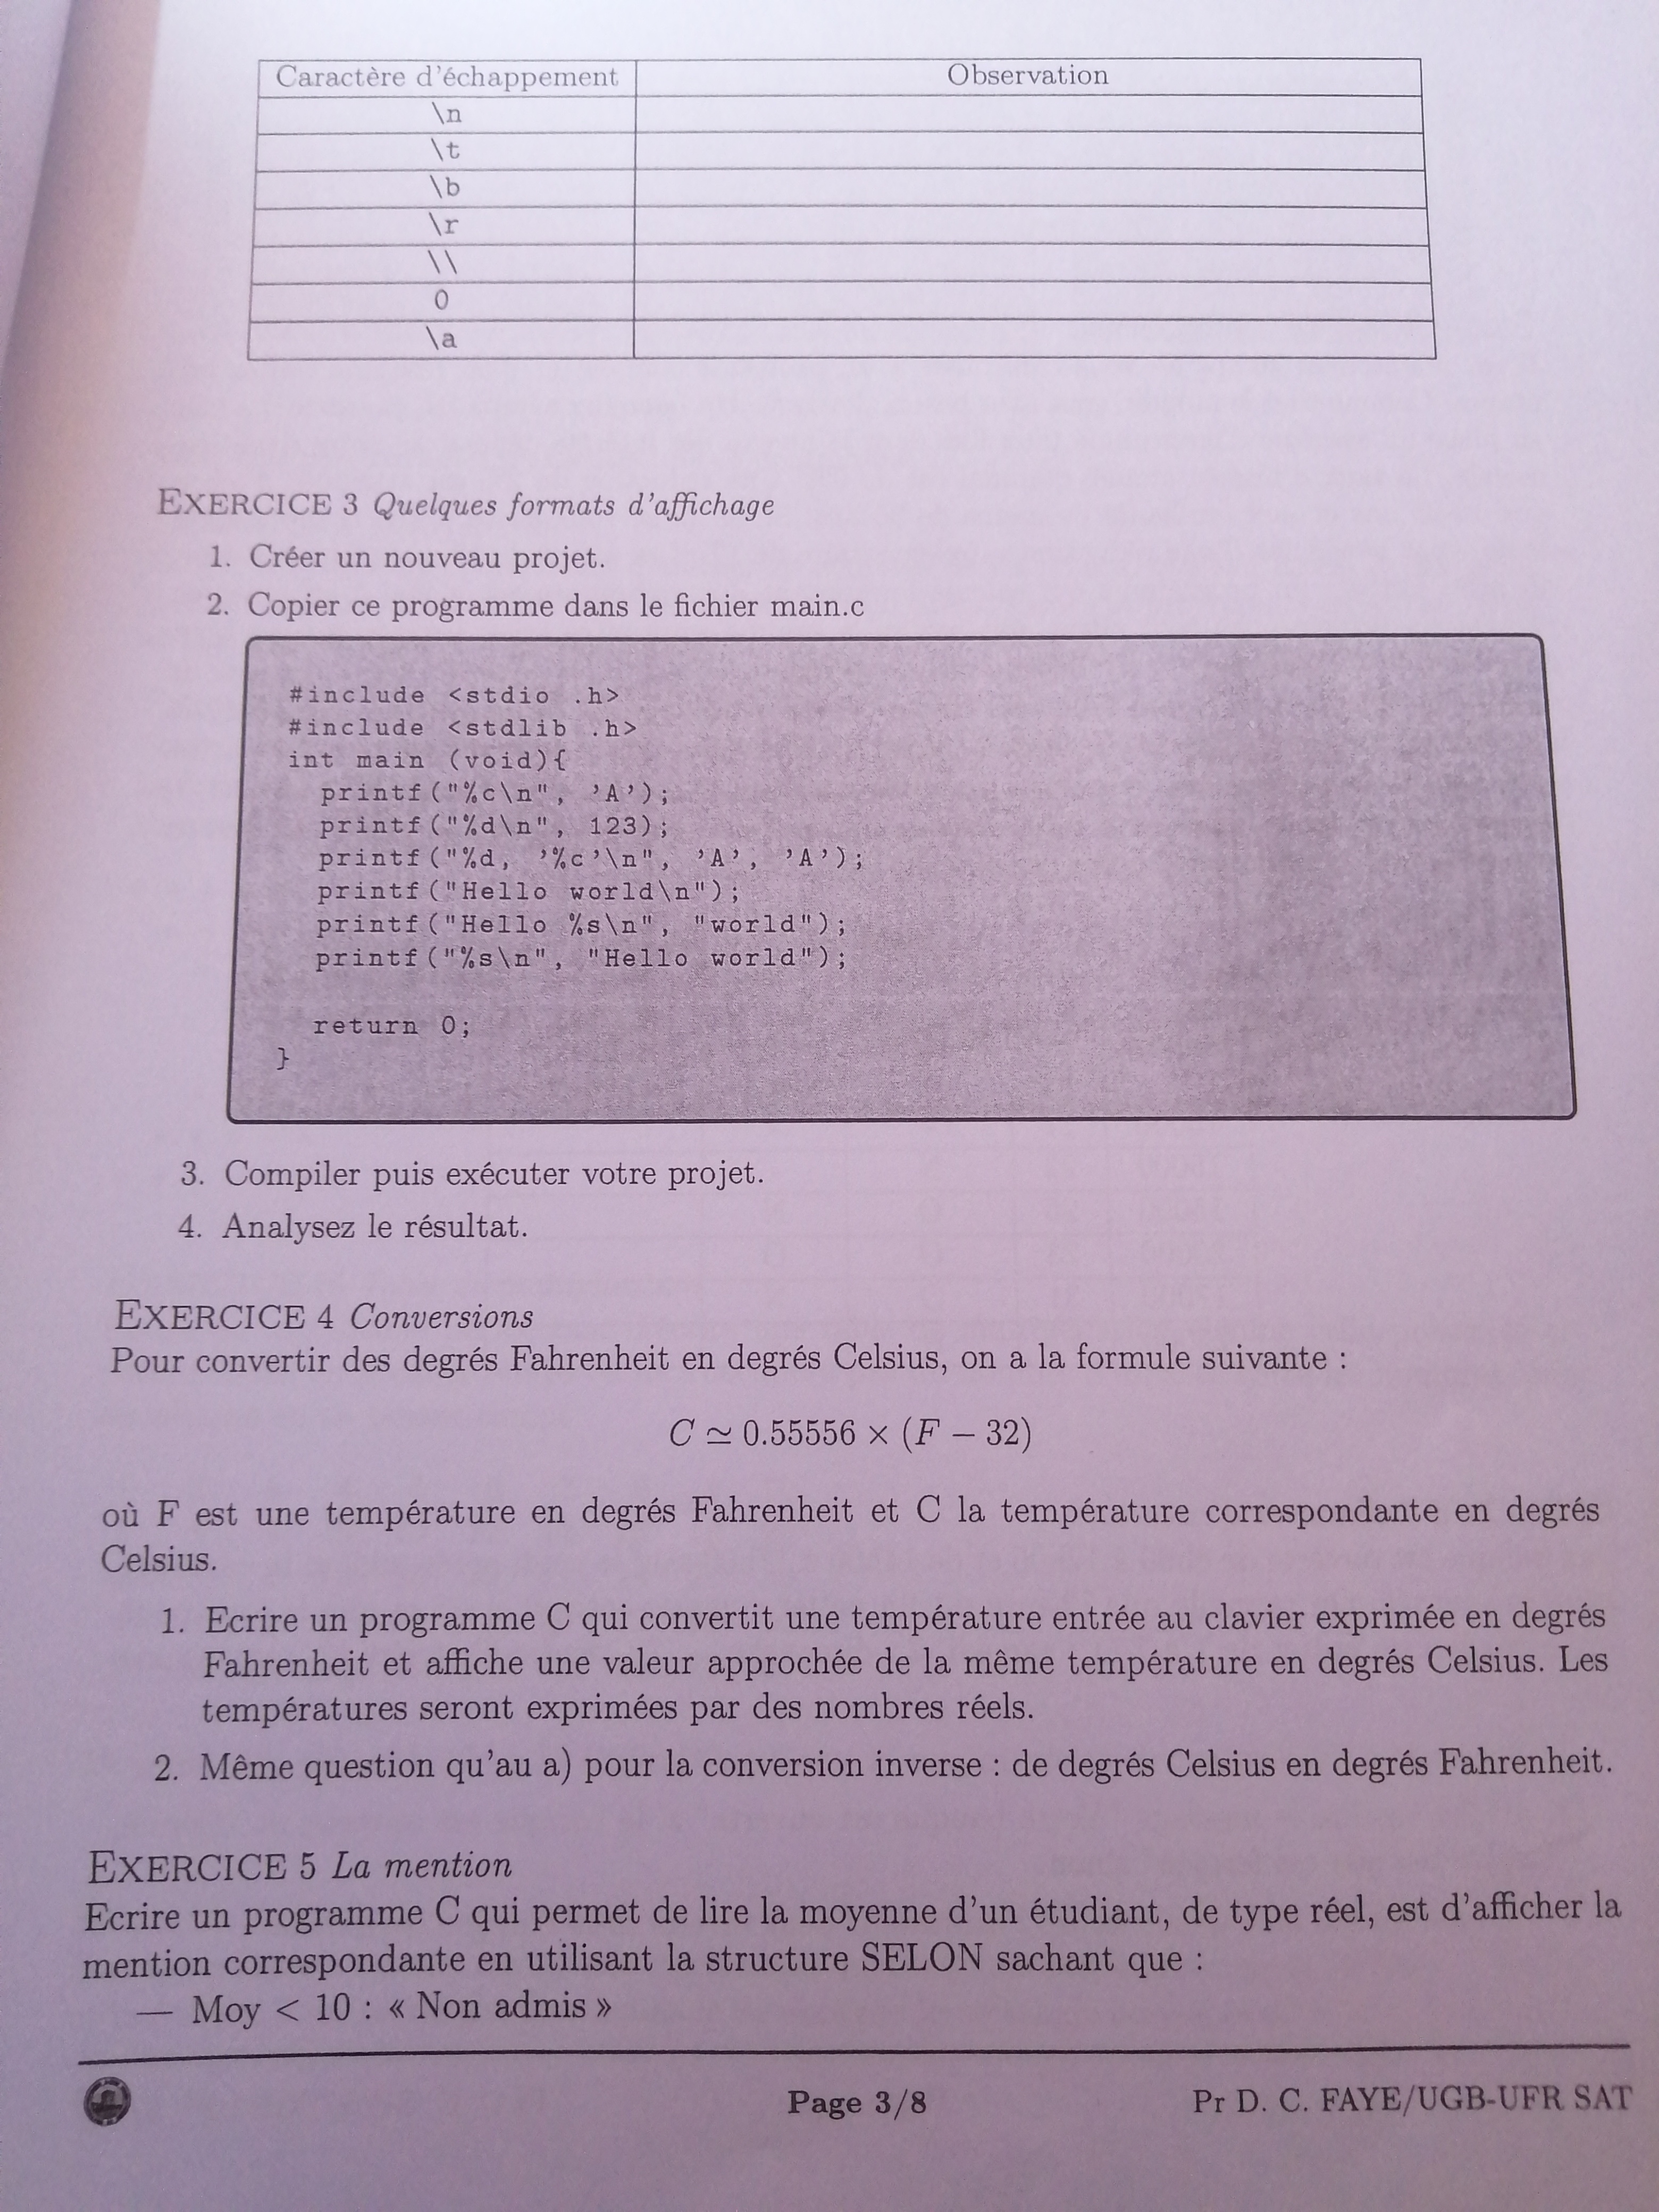 Caractère d'échappement Observation
\n
\t
\b
\r
\\
0
\a
EXERCICE 3 Quelques formats d'affichage
1. Créer un nouveau projet.
2. Copier ce programme dans le fichier main.c
#include <stdio .h>
#include <stdlib .h>
int main (void){
printf("%c\n", ’A’);
printf("%d\n", 123);
printf("%d, ’%c’\n", ’A’, ’A’);
printf("Hello world\n");
printf("Hello %s\n", "world");
printf("%s\n", "Hello world");
return 0;
}
3. Compiler puis exécuter votre projet.
4. Analysez le résultat.
EXERCICE 4 Conversions
Pour convertir des degrés Fahrenheit en degrés Celsius, on a la formule suivante :
C ≃ 0.55556 × (F − 32)
où F est une température en degrés Fahrenheit et C la température correspondante en degrés
Celsius.
1. Ecrire un programme C qui convertit une température entrée au clavier exprimée en degrés
Fahrenheit et affiche une valeur approchée de la même température en degrés Celsius. Les
températures seront exprimées par des nombres réels.
2. Même question qu'au a) pour la conversion inverse : de degrés Celsius en degrés Fahrenheit.
EXERCICE 5 La mention
Ecrire un programme C qui permet de lire la moyenne d'un étudiant, de type réel, est d'afficher la
mention correspondante en utilisant la structure SELON sachant que :
— Moy < 10 : « Non admis »
Page 3/8 Pr D. C. FAYE/UGB-UFR SAT